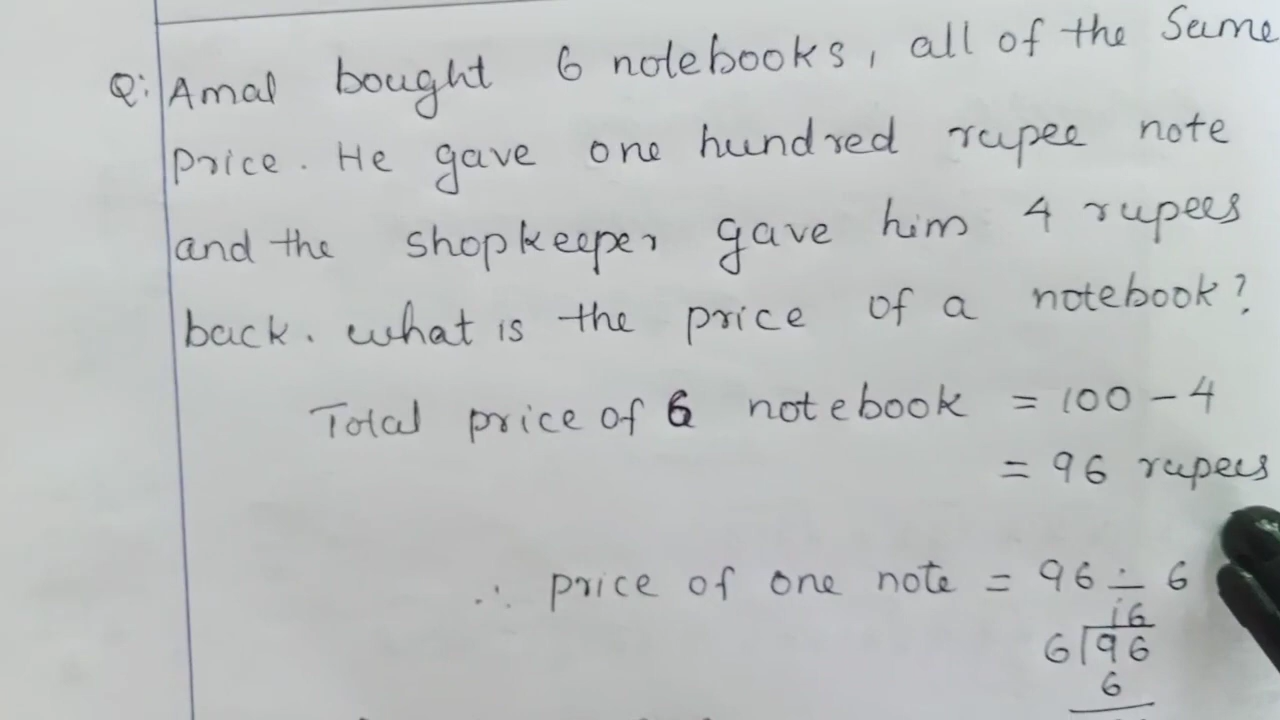 Q: Amal bought 6 notebooks, all of the Same
price. He gave one hundred rupee note
and the shopkeeper gave him 4 rupees
back. what is the price of a notebook?
Total price of 6 notebook = 100 - 4
= 96 rupees
∴ price of one note = 96 ÷ 6
16
6 96
6